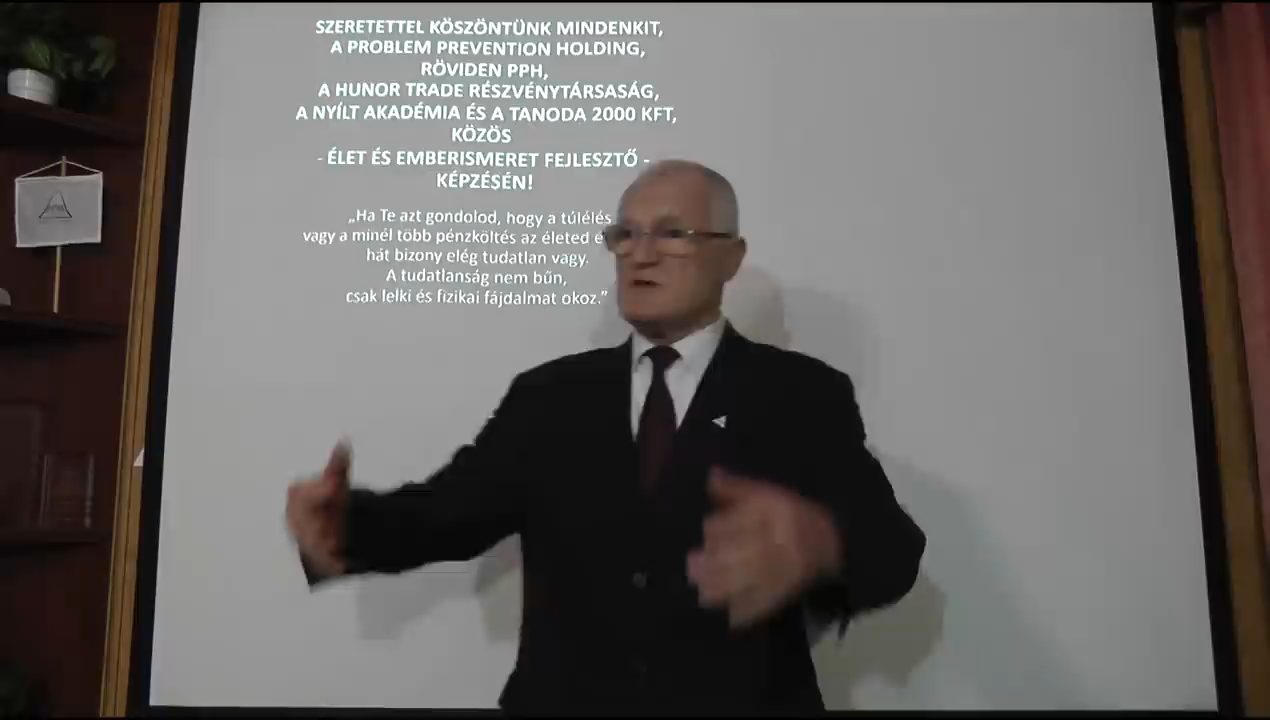 SZERETETTEL KÖSZÖNTÜNK MINDENKIT,
A PROBLEM PREVENTION HOLDING,
RÖVIDEN PPH,
A HUNOR TRADE RÉSZVÉNYTÁRSASÁG,
A NYÍLT AKADÉMIA ÉS A TANODA 2000 KFT,
KÖZÖS
- ÉLET ÉS EMBERISMERET FEJLESZTŐ -
KÉPZÉSÉN!
„Ha Te azt gondolod, hogy a túlélés
vagy a minél több pénzköltés az életed
hát bizony elég tudatlan vagy.
A tudatlanság nem bűn,
csak lelki és fizikai fájdalmat okoz.”